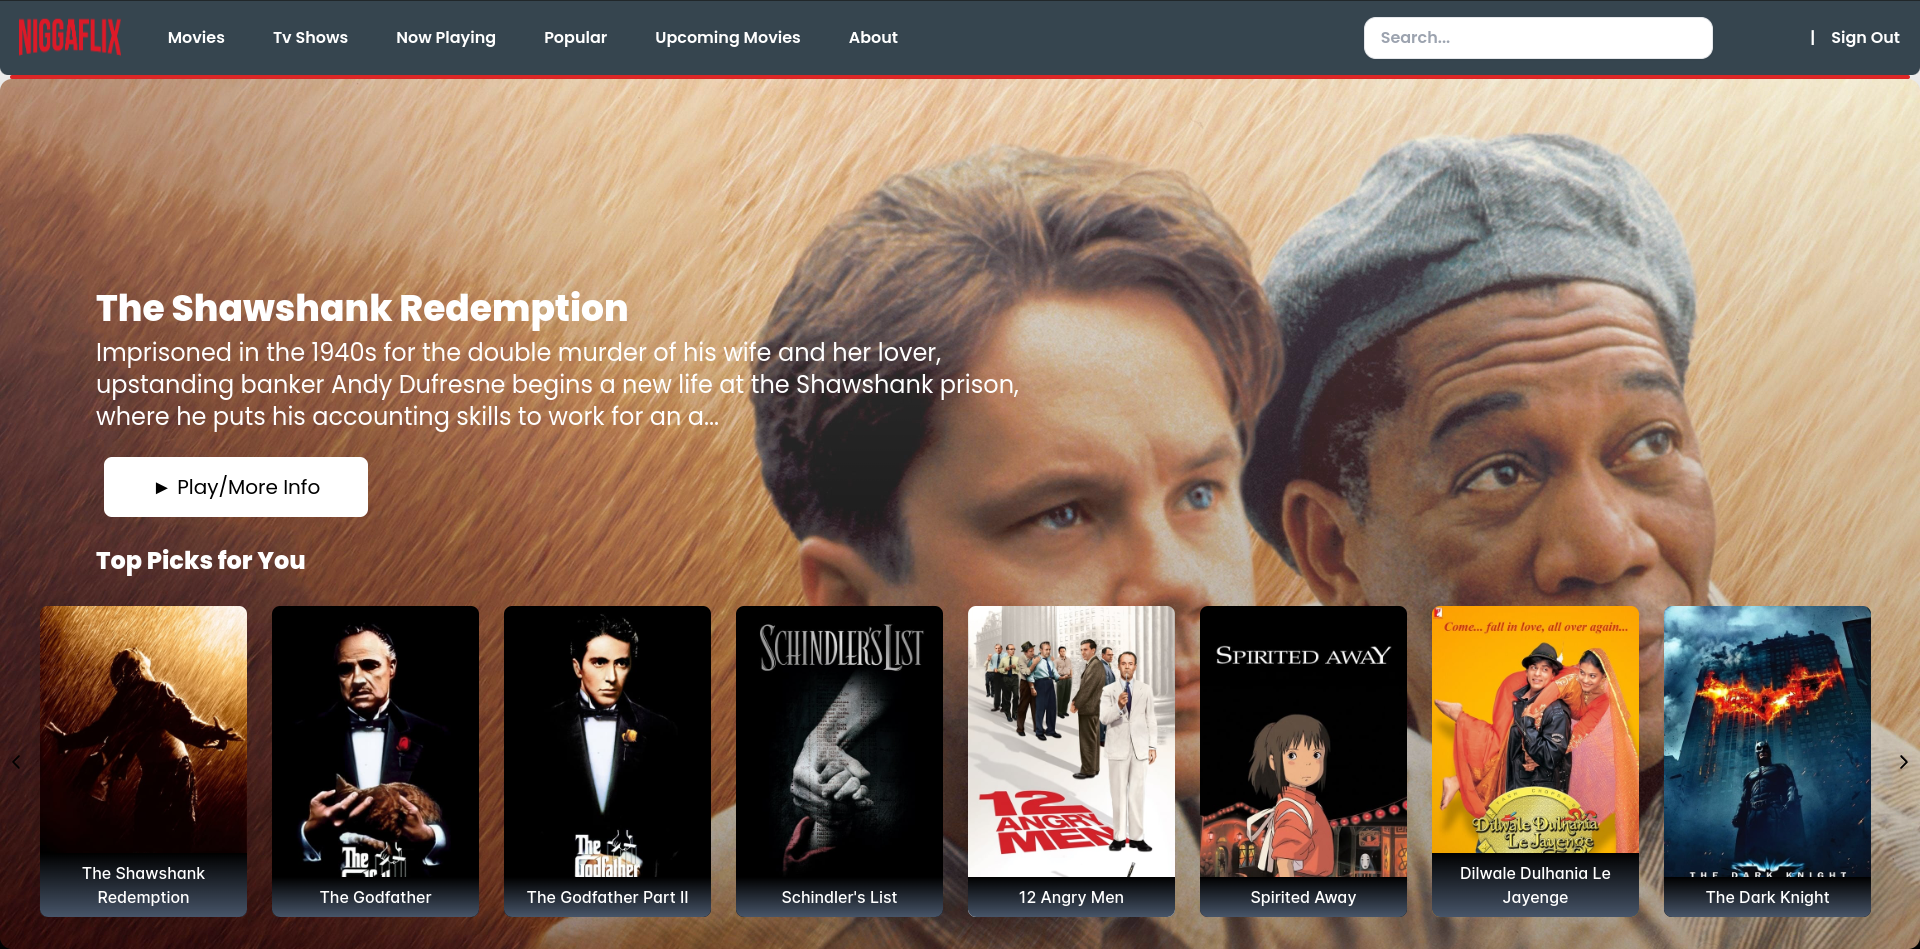 NIGGAFLIX
Movies
Tv Shows
Now Playing
Popular
Upcoming Movies
About
Search...
|
Sign Out
The Shawshank Redemption
Imprisoned in the 1940s for the double murder of his wife and her lover,
upstanding banker Andy Dufresne begins a new life at the Shawshank prison,
where he puts his accounting skills to work for an a...
► Play/More Info
Top Picks for You
The Shawshank
Redemption
The
The Godfather
The
Godfather
The Godfather Part II
SCHINDLER'S LIST
Schindler's List
12
ANGRY
MEN
12 Angry Men
SPIRITED AWAY
Spirited Away
Come... fall in love, all over again...
Dilwale Dulhania
Le Jayenge
Dilwale Dulhania Le
Jayenge
THE DARK KNIGHT
The Dark Knight